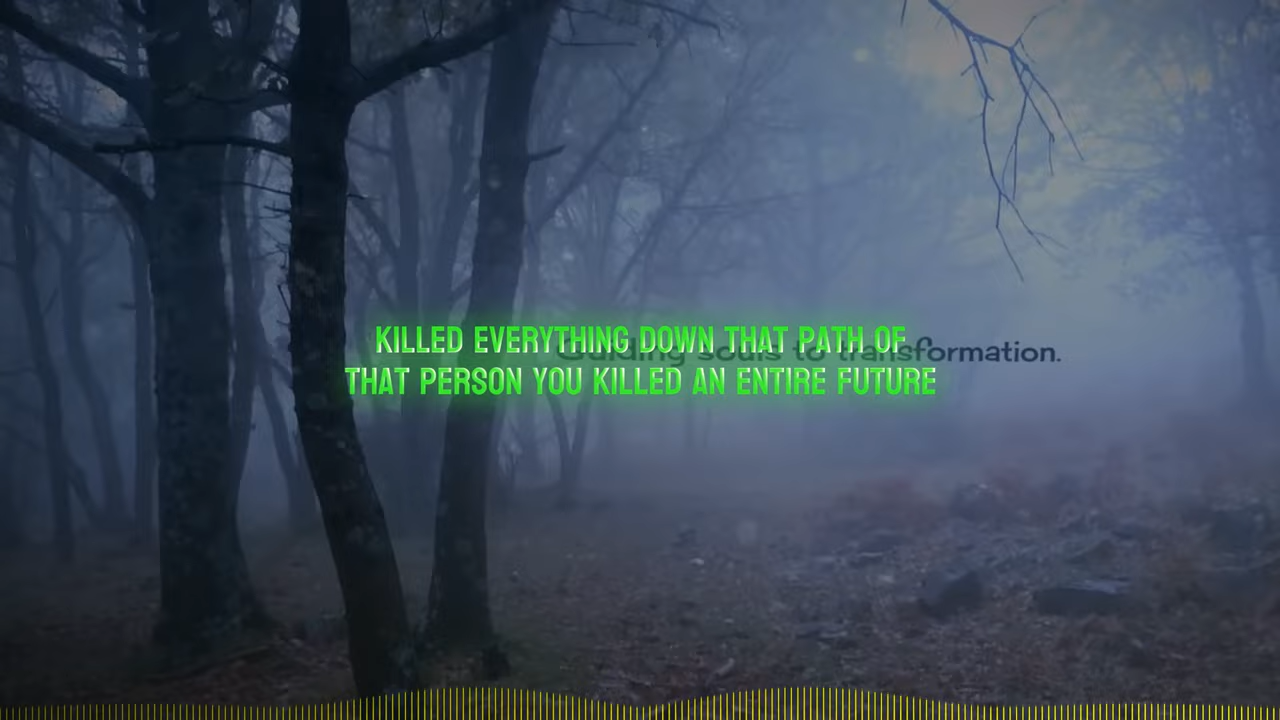 KILLED EVERYTHING DOWN THAT PATH OF
THAT PERSON YOU KILLED AN ENTIRE FUTURE
Guiding souls to transformation.